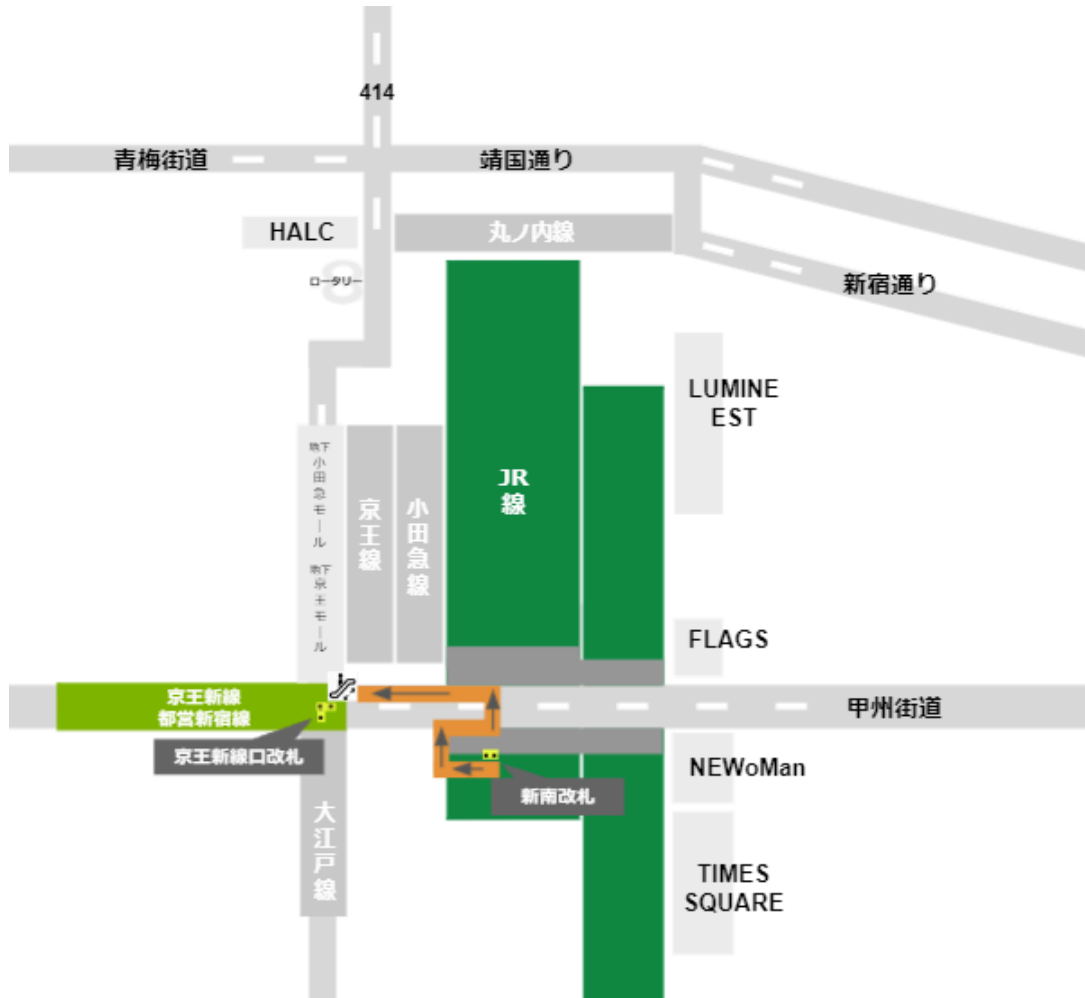 414
青梅街道
靖国通り
HALC
丸ノ内線
ロータリー
新宿通り
LUMINE
EST
地下
小田急モール
地下
京王モール
京王線
小田急線
JR
線
FLAGS
京王新線
都営新宿線
甲州街道
京王新線口改札
NEWoMan
新南改札
大江戸線
TIMES
SQUARE